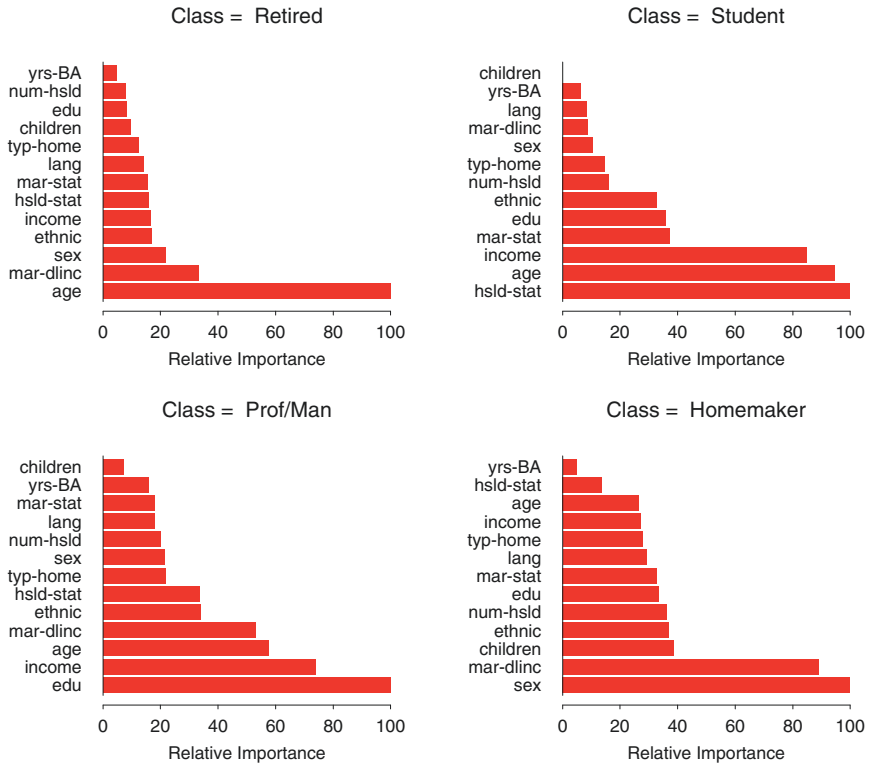 Class = Retired
yrs-BA
num-hsld
edu
children
typ-home
lang
mar-stat
hsld-stat
income
ethnic
sex
mar-dlinc
age
0 20 40 60 80 100
Relative Importance
Class = Student
children
yrs-BA
lang
mar-dlinc
sex
typ-home
num-hsld
ethnic
edu
mar-stat
income
age
hsld-stat
0 20 40 60 80 100
Relative Importance
Class = Prof/Man
children
yrs-BA
mar-stat
lang
num-hsld
sex
typ-home
hsld-stat
ethnic
mar-dlinc
age
income
edu
0 20 40 60 80 100
Relative Importance
Class = Homemaker
yrs-BA
hsld-stat
age
income
typ-home
lang
mar-stat
edu
num-hsld
ethnic
children
mar-dlinc
sex
0 20 40 60 80 100
Relative Importance